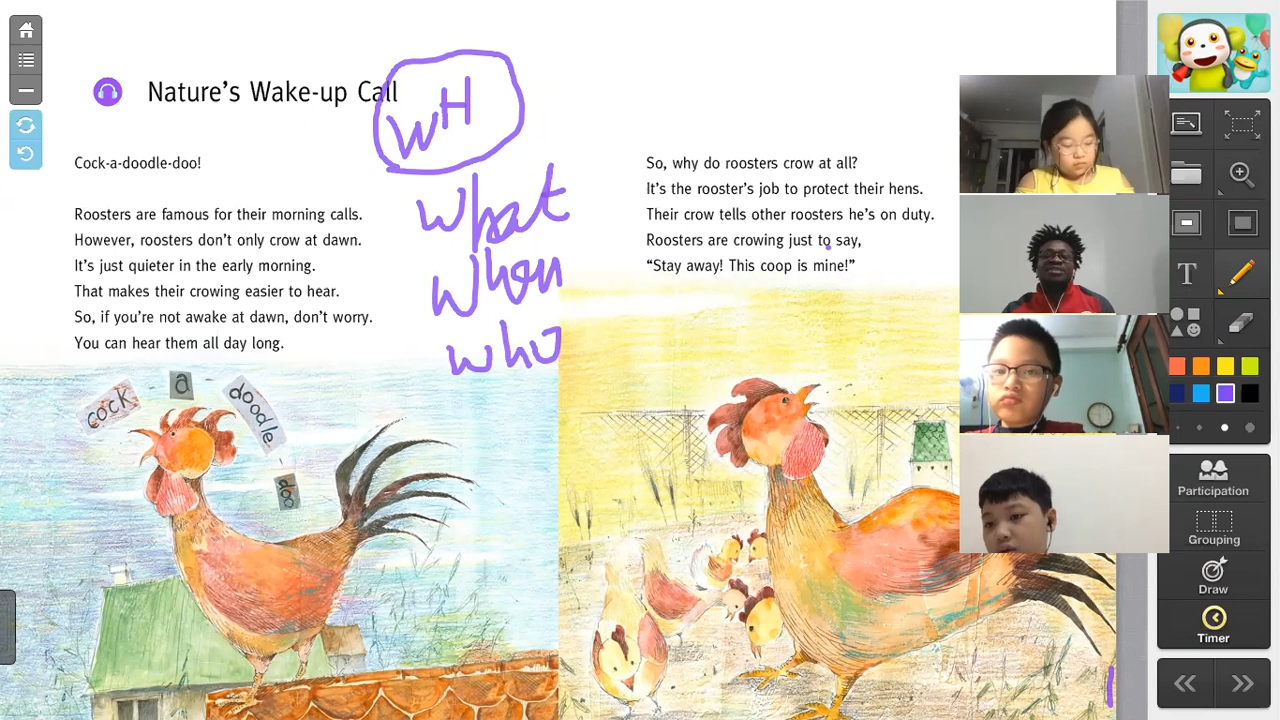 Nature's Wake-up Call
WH
Cock-a-doodle-doo!
Roosters are famous for their morning calls.
However, roosters don't only crow at dawn.
It's just quieter in the early morning.
That makes their crowing easier to hear.
So, if you're not awake at dawn, don't worry.
You can hear them all day long.
what
when
who
So, why do roosters crow at all?
It's the rooster's job to protect their hens.
Their crow tells other roosters he's on duty.
Roosters are crowing just to say,
“Stay away! This coop is mine!”
cock
a
doodle
doo
T
Participation
Grouping
Draw
Timer